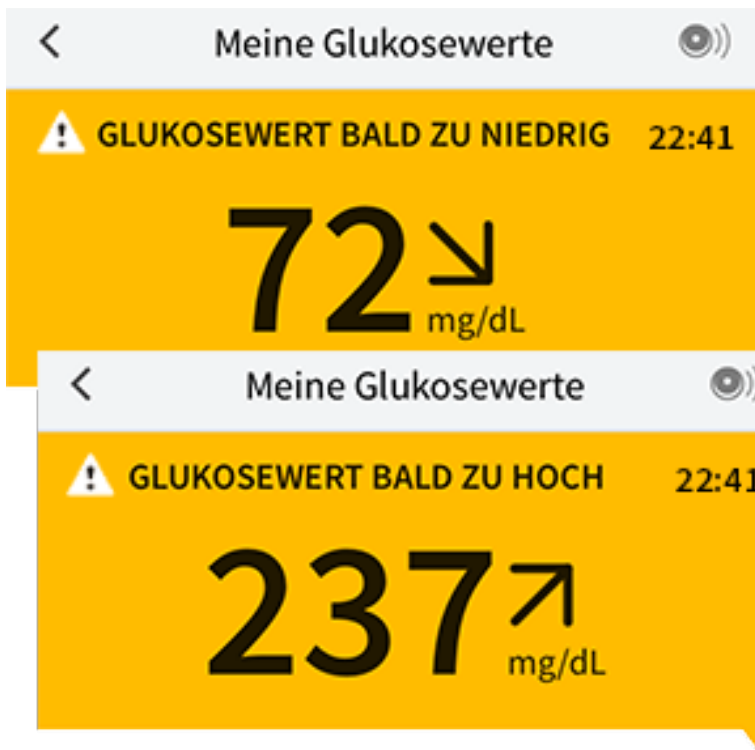 Meine Glukosewerte
GLUKOSEWERT BALD ZU NIEDRIG 22:41
72
mg/dL
Meine Glukosewerte
GLUKOSEWERT BALD ZU HOCH 22:41
237
mg/dL